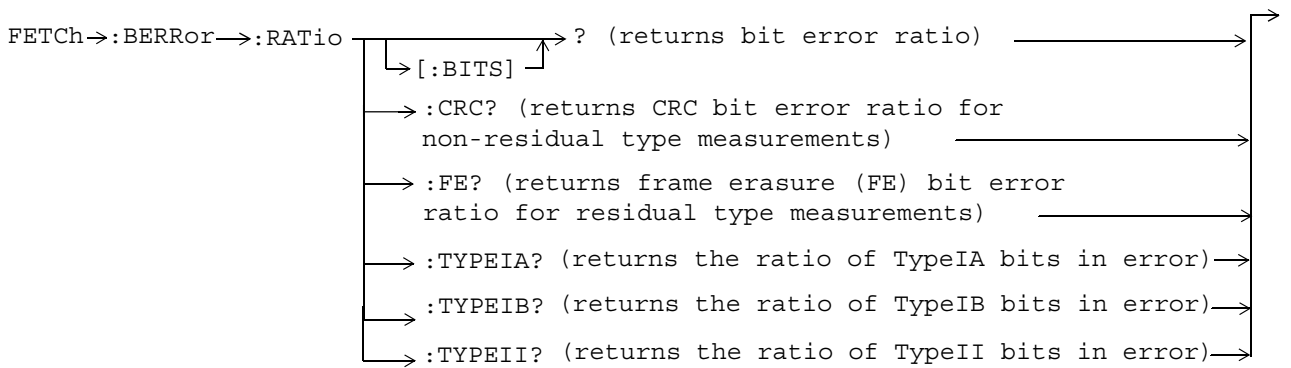 FETCh :BERRor :RATio ? (returns bit error ratio)
[:BITS]
:CRC? (returns CRC bit error ratio for
non-residual type measurements)
:FE? (returns frame erasure (FE) bit error
ratio for residual type measurements)
:TYPEIA? (returns the ratio of TypeIA bits in error)
:TYPEIB? (returns the ratio of TypeIB bits in error)
:TYPEII? (returns the ratio of TypeII bits in error)